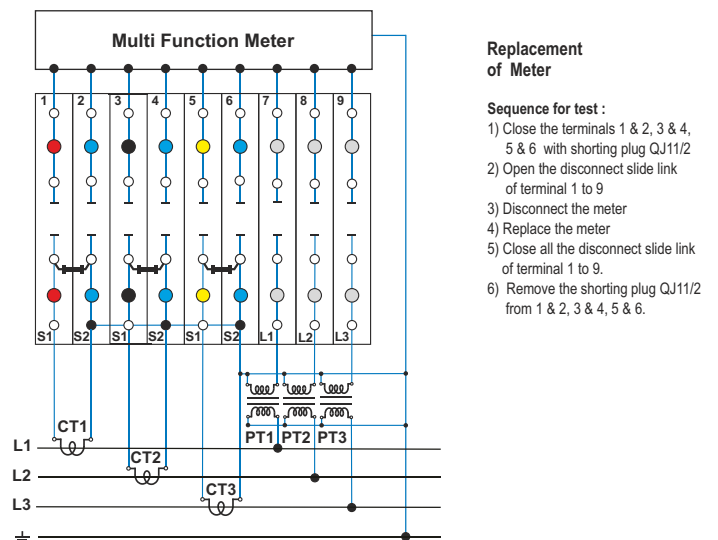 Multi Function Meter
1 2 3 4 5 6 7 8 9
S1 S2 S1 S2 S1 S2 L1 L2 L3
PT1 PT2 PT3
CT1
L1
CT2
L2
CT3
L3
Replacement
of Meter
Sequence for test :
1) Close the terminals 1 & 2, 3 & 4,
5 & 6 with shorting plug QJ11/2
2) Open the disconnect slide link
of terminal 1 to 9
3) Disconnect the meter
4) Replace the meter
5) Close all the disconnect slide link
of terminal 1 to 9.
6) Remove the shorting plug QJ11/2
from 1 & 2, 3 & 4, 5 & 6.